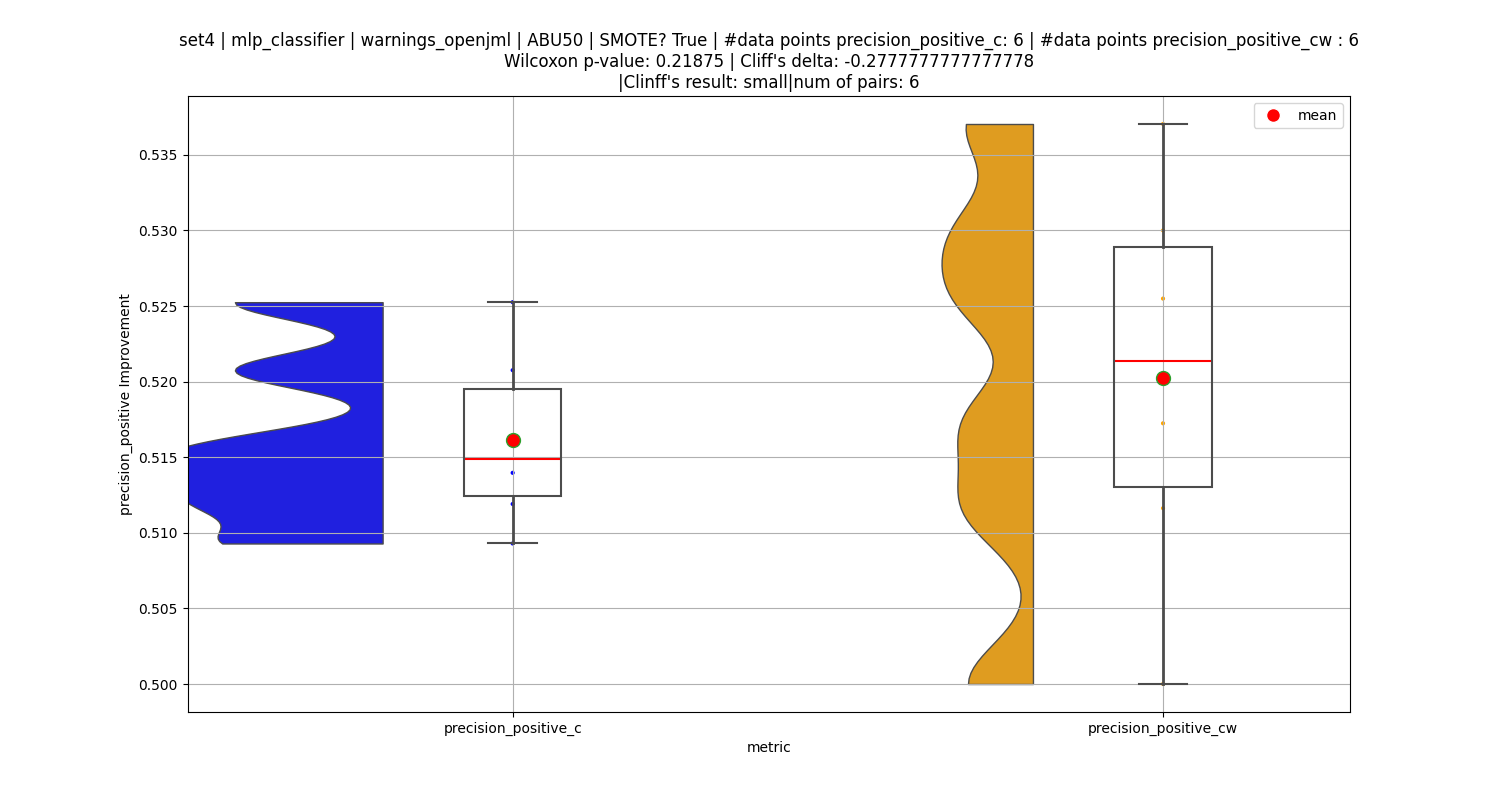 set4 | mlp_classifier | warnings_openjml | ABU50 | SMOTE? True | #data points precision_positive_c: 6 | #data points precision_positive_cw : 6
Wilcoxon p-value: 0.21875 | Cliff's delta: -0.2777777777777778
|Clinff's result: small|num of pairs: 6
mean
precision_positive Improvement
0.535
0.530
0.525
0.520
0.515
0.510
0.505
0.500
precision_positive_c
precision_positive_cw
metric